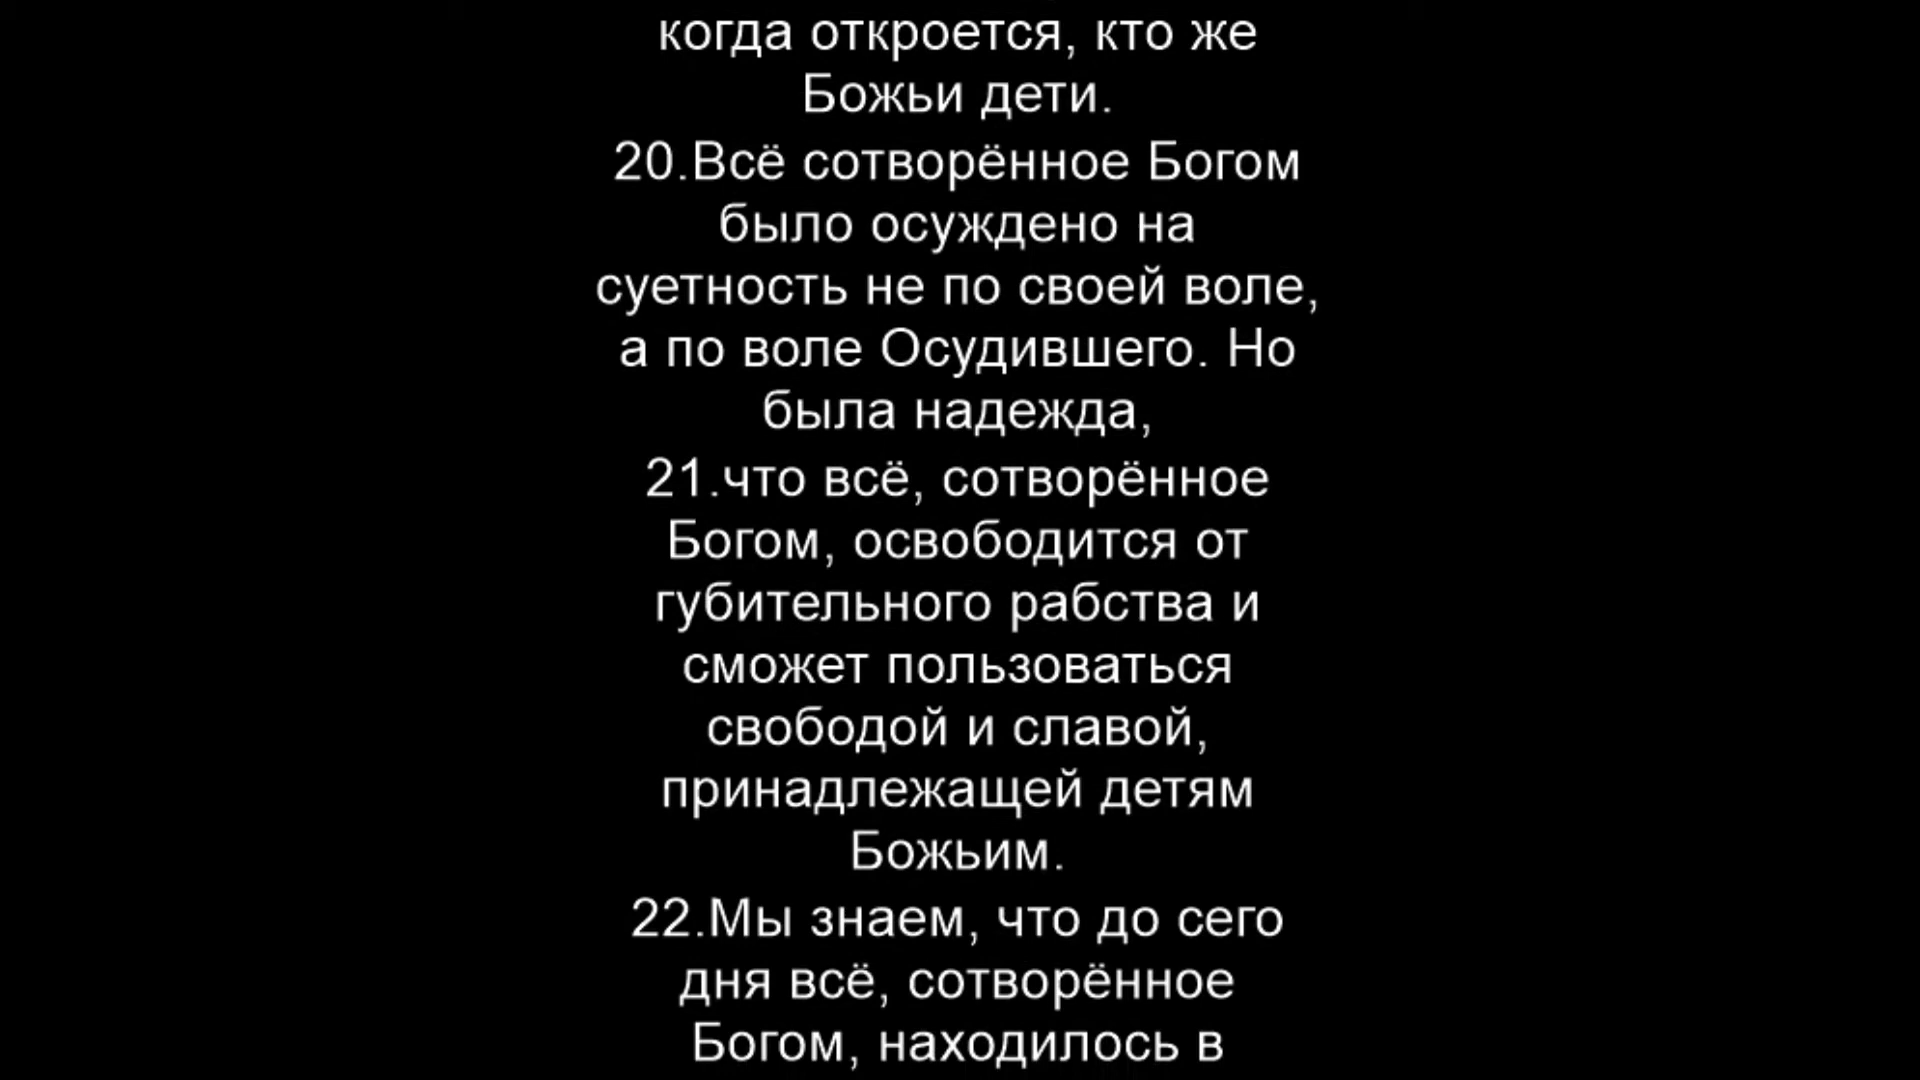 когда откроется, кто же
Божьи дети.
20.Всё сотворённое Богом
было осуждено на
суетность не по своей воле,
а по воле Осудившего. Но
была надежда,
21.что всё, сотворённое
Богом, освободится от
губительного рабства и
сможет пользоваться
свободой и славой,
принадлежащей детям
Божьим.
22.Мы знаем, что до сего
дня всё, сотворённое
Богом, находилось в